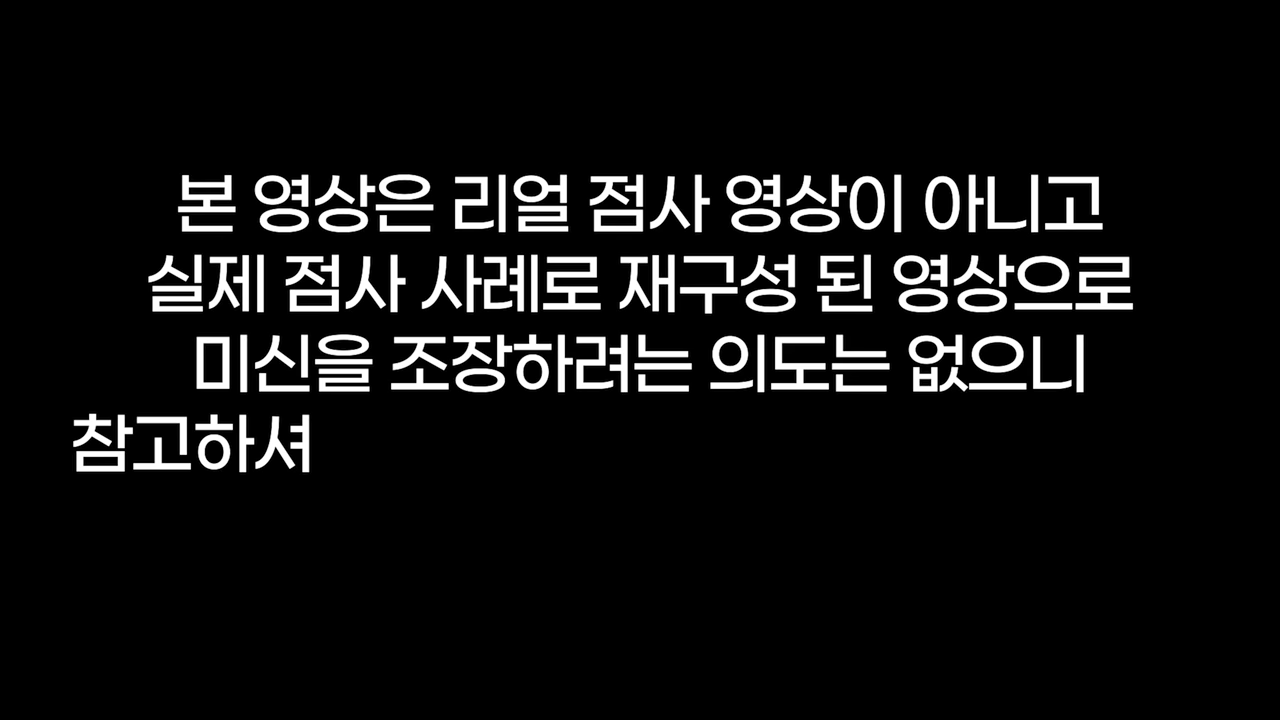 본 영상은 리얼 점사 영상이 아니고
실제 점사 사례로 재구성 된 영상으로
미신을 조장하려는 의도는 없으니
참고하셔